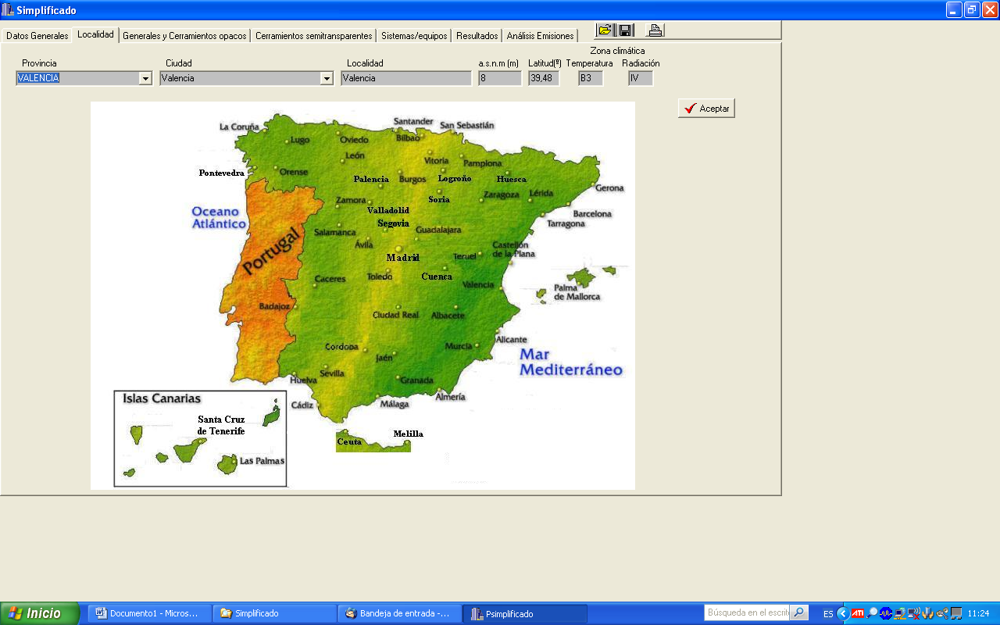 Simplificado
Datos Generales
Localidad
Generales y Cerramientos opacos
Cerramientos semitransparentes
Sistemas/equipos
Resultados
Análisis Emisiones
Zona climática
Provincia
Ciudad
Localidad
a.s.n.m (m)
Latitud(º)
Temperatura
Radiación
VALENCIA
Valencia
Valencia
8
39,48
B3
IV
Aceptar
La Coruña
Lugo
Oviedo
Santander
San Sebastián
Bilbao
León
Vitoria
Pamplona
Pontevedra
Orense
Palencia
Burgos
Logroño
Huesca
Gerona
Zamora
Soria
Zaragoza
Lérida
Oceano
Atlántico
Valladolid
Barcelona
Segovia
Tarragona
Salamanca
Guadalajara
Portugal
Ávila
Castellón
de la Plana
Madrid
Teruel
Caceres
Toledo
Cuenca
Valencia
Palma
de Mallorca
Badajoz
Ciudad Real
Albacete
Cordoba
Murcia
Alicante
Jaén
Mar
Mediterráneo
Sevilla
Huelva
Granada
Almería
Cádiz
Málaga
Islas Canarias
Santa Cruz
de Tenerife
Las Palmas
Ceuta
Melilla
Inicio
Documento1 - Micros...
Simplificado
Bandeja de entrada -...
Psimplificado
Búsqueda en el escrit
ES
ATI
11:24